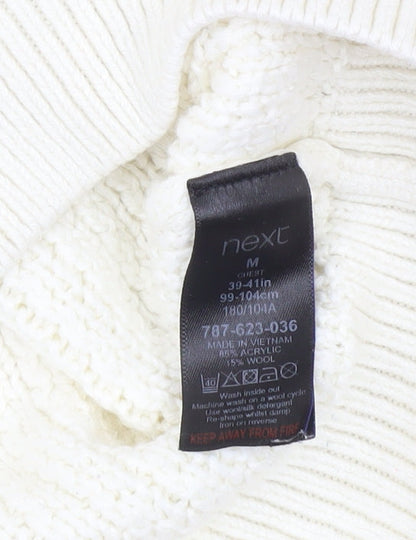 next
M
CHEST
39-41in
99-104cm
180/104A
787-623-036
MADE IN VIETNAM
85% ACRYLIC
15% WOOL
40
Wash inside out
Machine wash on a wool cycle
Use wool/silk detergent
Re-shape whilst damp
Iron on reverse
KEEP AWAY FROM FIRE